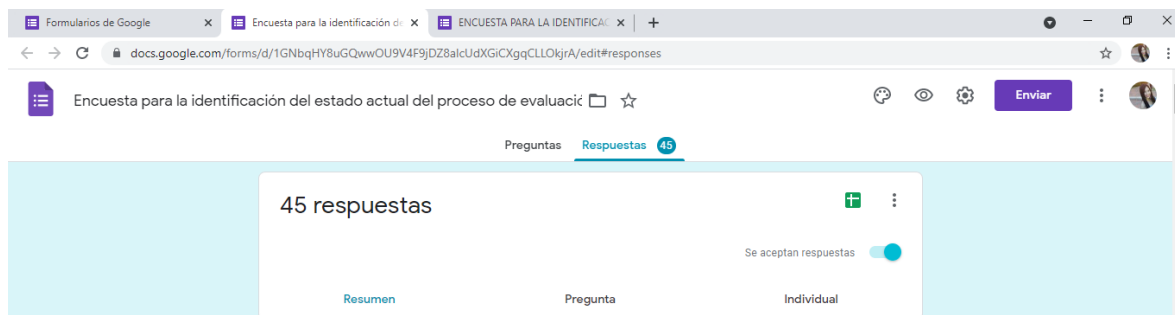 Formularios de Google
Encuesta para la identificación de
ENCUESTA PARA LA IDENTIFICAC
docs.google.com/forms/d/1GNbqHY8uGQwwOU9V4F9jDZ8alcUdXGiCXgqCLLOkjrA/edit#responses
Encuesta para la identificación del estado actual del proceso de evaluació
Enviar
Preguntas Respuestas 45
45 respuestas
Se aceptan respuestas
Resumen Pregunta Individual